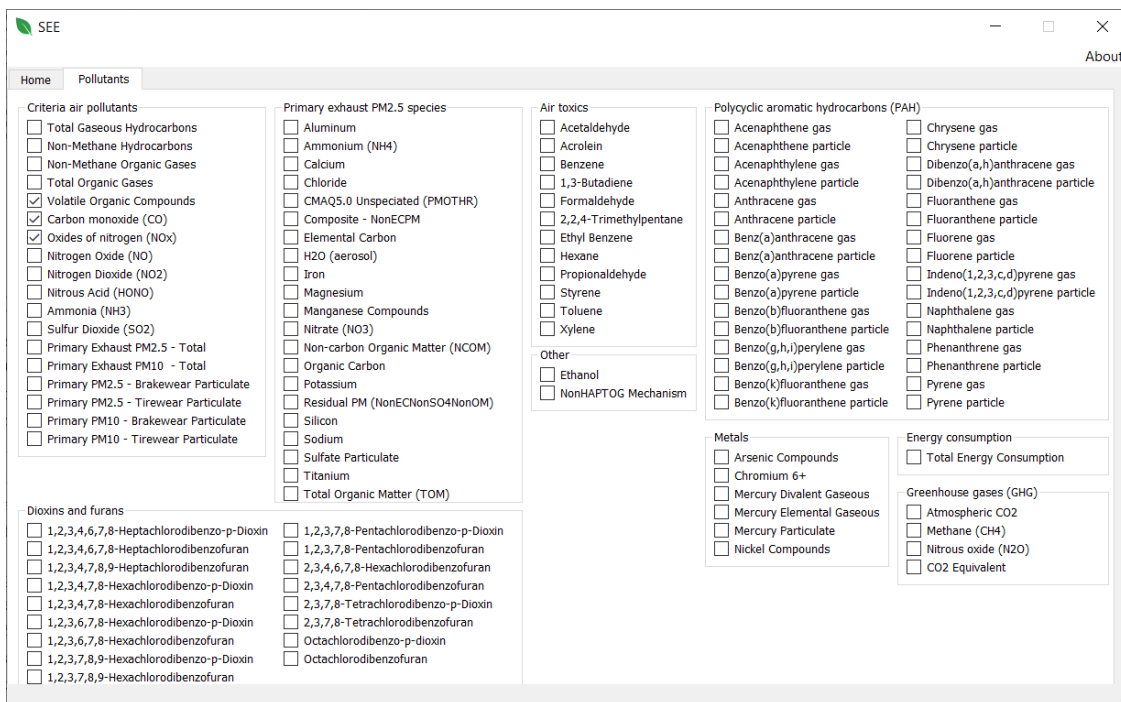 SEE
About
Home
Pollutants
Criteria air pollutants
Total Gaseous Hydrocarbons
Non-Methane Hydrocarbons
Non-Methane Organic Gases
Total Organic Gases
Volatile Organic Compounds
Carbon monoxide (CO)
Oxides of nitrogen (NOx)
Nitrogen Oxide (NO)
Nitrogen Dioxide (NO2)
Nitrous Acid (HONO)
Ammonia (NH3)
Sulfur Dioxide (SO2)
Primary Exhaust PM2.5 - Total
Primary Exhaust PM10  - Total
Primary PM2.5 - Brakewear Particulate
Primary PM2.5 - Tirewear Particulate
Primary PM10 - Brakewear Particulate
Primary PM10 - Tirewear Particulate
Primary exhaust PM2.5 species
Aluminum
Ammonium (NH4)
Calcium
Chloride
CMAQ5.0 Unspeciated (PMOTHR)
Composite - NonECPM
Elemental Carbon
H2O (aerosol)
Iron
Magnesium
Manganese Compounds
Nitrate (NO3)
Non-carbon Organic Matter (NCOM)
Organic Carbon
Potassium
Residual PM (NonECNonSO4NonOM)
Silicon
Sodium
Sulfate Particulate
Titanium
Total Organic Matter (TOM)
Air toxics
Acetaldehyde
Acrolein
Benzene
1,3-Butadiene
Formaldehyde
2,2,4-Trimethylpentane
Ethyl Benzene
Hexane
Propionaldehyde
Styrene
Toluene
Xylene
Other
Ethanol
NonHAPTOG Mechanism
Polycyclic aromatic hydrocarbons (PAH)
Acenaphthene gas
Acenaphthene particle
Acenaphthylene gas
Acenaphthylene particle
Anthracene gas
Anthracene particle
Benz(a)anthracene gas
Benz(a)anthracene particle
Benzo(a)pyrene gas
Benzo(a)pyrene particle
Benzo(b)fluoranthene gas
Benzo(b)fluoranthene particle
Benzo(g,h,i)perylene gas
Benzo(g,h,i)perylene particle
Benzo(k)fluoranthene gas
Benzo(k)fluoranthene particle
Chrysene gas
Chrysene particle
Dibenzo(a,h)anthracene gas
Dibenzo(a,h)anthracene particle
Fluoranthene gas
Fluoranthene particle
Fluorene gas
Fluorene particle
Indeno(1,2,3,c,d)pyrene gas
Indeno(1,2,3,c,d)pyrene particle
Naphthalene gas
Naphthalene particle
Phenanthrene gas
Phenanthrene particle
Pyrene gas
Pyrene particle
Metals
Arsenic Compounds
Chromium 6+
Mercury Divalent Gaseous
Mercury Elemental Gaseous
Mercury Particulate
Nickel Compounds
Energy consumption
Total Energy Consumption
Greenhouse gases (GHG)
Atmospheric CO2
Methane (CH4)
Nitrous oxide (N2O)
CO2 Equivalent
Dioxins and furans
1,2,3,4,6,7,8-Heptachlorodibenzo-p-Dioxin
1,2,3,4,6,7,8-Heptachlorodibenzofuran
1,2,3,4,7,8,9-Heptachlorodibenzofuran
1,2,3,4,7,8-Hexachlorodibenzo-p-Dioxin
1,2,3,4,7,8-Hexachlorodibenzofuran
1,2,3,6,7,8-Hexachlorodibenzo-p-Dioxin
1,2,3,6,7,8-Hexachlorodibenzofuran
1,2,3,7,8,9-Hexachlorodibenzo-p-Dioxin
1,2,3,7,8,9-Hexachlorodibenzofuran
1,2,3,7,8-Pentachlorodibenzo-p-Dioxin
1,2,3,7,8-Pentachlorodibenzofuran
2,3,4,6,7,8-Hexachlorodibenzofuran
2,3,4,7,8-Pentachlorodibenzofuran
2,3,7,8-Tetrachlorodibenzo-p-Dioxin
2,3,7,8-Tetrachlorodibenzofuran
Octachlorodibenzo-p-dioxin
Octachlorodibenzofuran